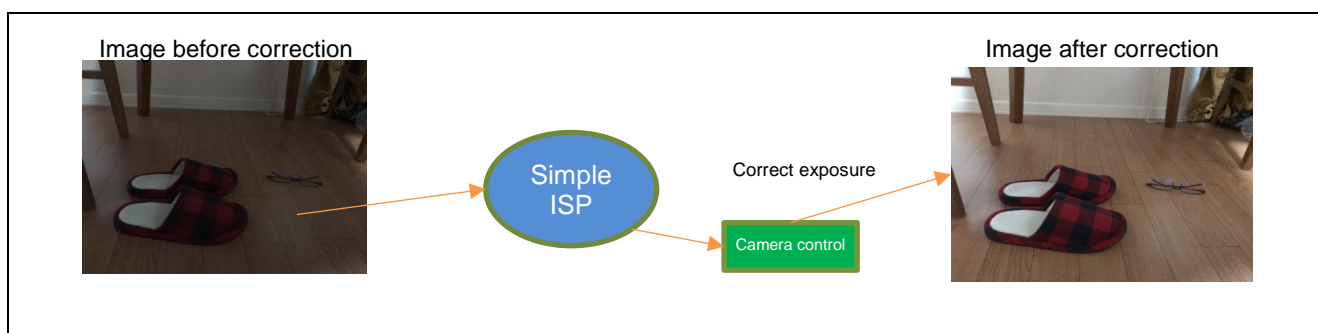 Image before correction
Image after correction
Simple
ISP
Correct exposure
Camera control